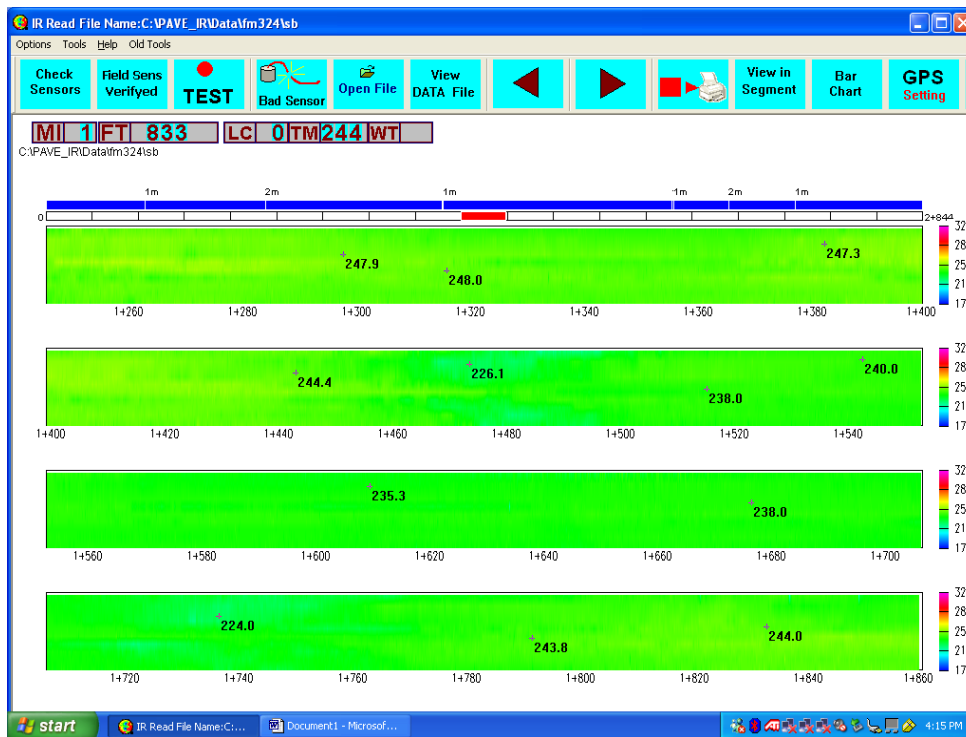 IR Read File Name:C:\PAVE_IR\Data\fm324\sb
Options Tools Help Old Tools
Check Sensors
Field Sens Verifyed
TEST
Bad Sensor
Open File
View DATA File
View in Segment
Bar Chart
GPS Setting
MI 1 FT 833 LC 0 TM 244 WT
C:\PAVE_IR\Data\fm324\sb
1m 2m 1m 1m 2m 1m
0 2+844
247.9 248.0 247.3
32 28 25 21 17
1+260 1+280 1+300 1+320 1+340 1+360 1+380 1+400
244.4 226.1 238.0 240.0
32 28 25 21 17
1+400 1+420 1+440 1+460 1+480 1+500 1+520 1+540
235.3 238.0
32 28 25 21 17
1+560 1+580 1+600 1+620 1+640 1+660 1+680 1+700
224.0 243.8 244.0
32 28 25 21 17
1+720 1+740 1+760 1+780 1+800 1+820 1+840 1+860
start IR Read File Name:C:... Document1 - Microsof... 4:15 PM